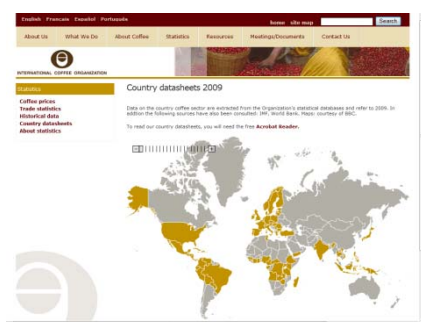 English Français Español Português
home site map
Search
About Us What We Do About Coffee Statistics Resources Meetings/Documents Contact Us
INTERNATIONAL COFFEE ORGANIZATION
Statistics
Coffee prices
Trade statistics
Historical data
Country datasheets
About statistics
Country datasheets 2009
Data on the country coffee sector are extracted from the Organization's statistical databases and refer to 2009. In
addition the following sources have also been consulted: IMF, World Bank. Maps: courtesy of BEC.
To read our country datasheets, you will need the free Acrobat Reader.